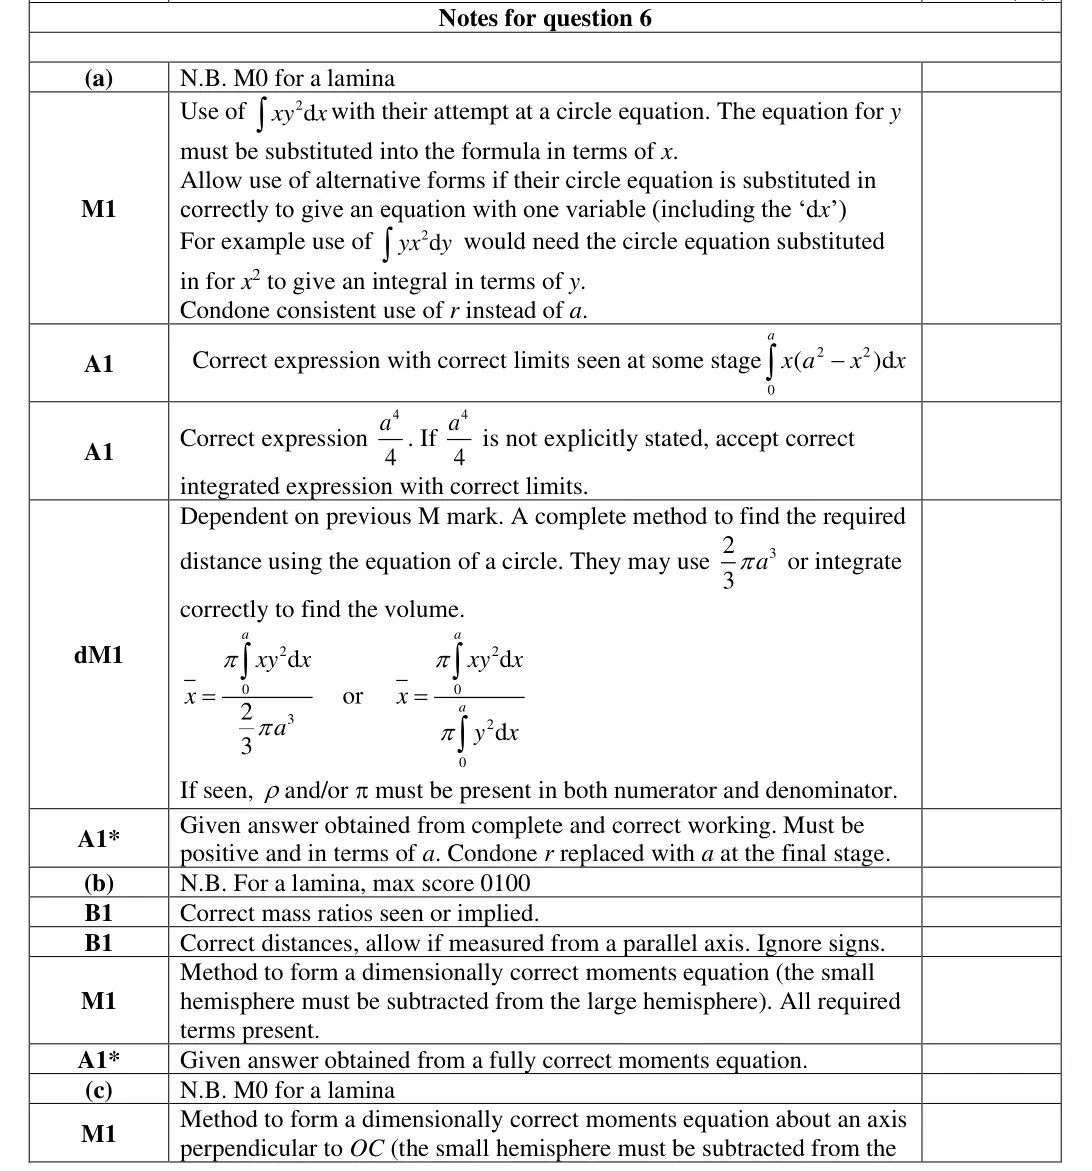 Notes for question 6
(a) N.B. M0 for a lamina
Use of ∫xy²dx with their attempt at a circle equation. The equation for y
must be substituted into the formula in terms of x.
Allow use of alternative forms if their circle equation is substituted in
M1 correctly to give an equation with one variable (including the ‘dx’)
For example use of ∫yx²dy would need the circle equation substituted
in for x² to give an integral in terms of y.
Condone consistent use of r instead of a.
A1 Correct expression with correct limits seen at some stage ∫₀ᵃ x(a² − x²)dx
A1 Correct expression a⁴/4. If a⁴/4 is not explicitly stated, accept correct
integrated expression with correct limits.
Dependent on previous M mark. A complete method to find the required
distance using the equation of a circle. They may use 2/3 πa³ or integrate
correctly to find the volume.
dM1 x̄ = π∫₀ᵃ xy²dx / (2/3 πa³) or x̄ = π∫₀ᵃ xy²dx / π∫₀ᵃ y²dx
If seen, ρ and/or π must be present in both numerator and denominator.
A1* Given answer obtained from complete and correct working. Must be
positive and in terms of a. Condone r replaced with a at the final stage.
(b) N.B. For a lamina, max score 0100
B1 Correct mass ratios seen or implied.
B1 Correct distances, allow if measured from a parallel axis. Ignore signs.
Method to form a dimensionally correct moments equation (the small
M1 hemisphere must be subtracted from the large hemisphere). All required
terms present.
A1* Given answer obtained from a fully correct moments equation.
(c) N.B. M0 for a lamina
M1 Method to form a dimensionally correct moments equation about an axis
perpendicular to OC (the small hemisphere must be subtracted from the